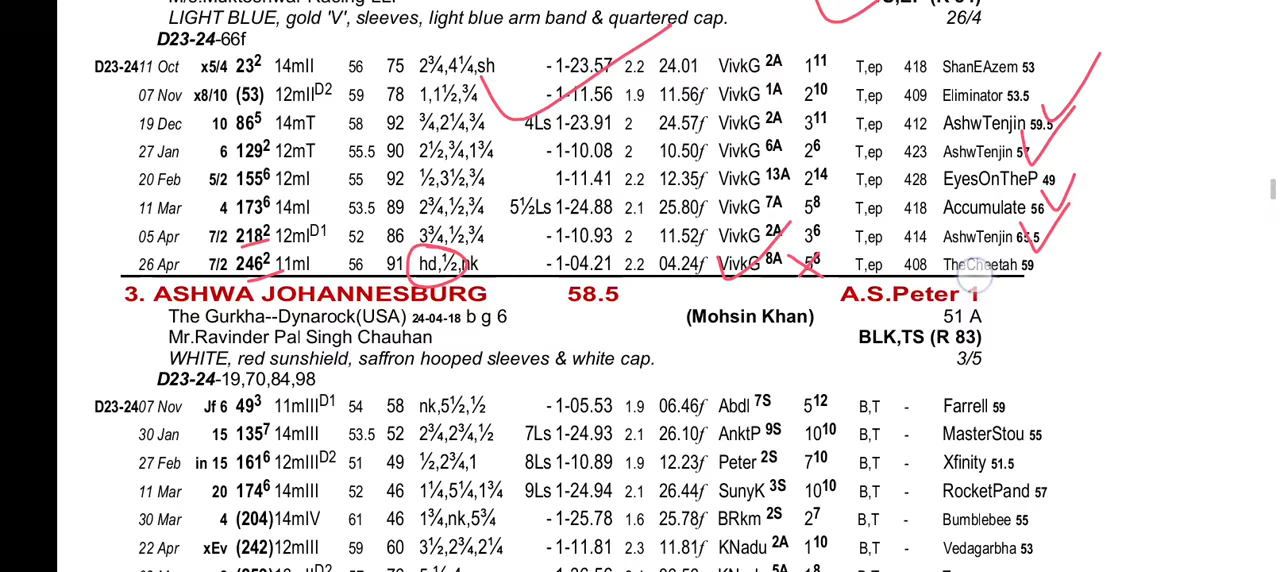 LIGHT BLUE, gold 'V', sleeves, light blue arm band & quartered cap. 26/4
D23-24-66f
D23-24 11 Oct x5/4 23² 14mII 56 75 2¾,4¼,sh - 1-23.57 2.2 24.01 VivkG 2A 1¹¹ T,ep 418 ShanEAzem 53
07 Nov x8/10 (53) 12mII D2 59 78 1,1½,¾ - 1-11.56 1.9 11.56f VivkG 1A 2¹⁰ T,ep 409 Eliminator 53.5
19 Dec 10 86⁵ 14mT 58 92 ¾,2¼,¾ 4Ls 1-23.91 2 24.57f VivkG 2A 3¹¹ T,ep 412 AshwTenjin 59.5
27 Jan 6 129² 12mT 55.5 90 2½,¾,1¾ - 1-10.08 2 10.50f VivkG 6A 2⁶ T,ep 423 AshwTenjin
20 Feb 5/2 155⁶ 12mI 55 92 ½,3½,¾ 1-11.41 2.2 12.35f VivkG 13A 2¹⁴ T,ep 428 EyesOnTheP 49
11 Mar 4 173⁶ 14mI 53.5 89 2¾,½,¾ 5½Ls 1-24.88 2.1 25.80f VivkG 7A 5⁸ T,ep 418 Accumulate 56
05 Apr 7/2 218² 12mI D1 52 86 3¾,½,¾ - 1-10.93 2 11.52f VivkG 2A 3⁶ T,ep 414 AshwTenjin
26 Apr 7/2 246² 11mI 56 91 hd,½,nk - 1-04.21 2.2 04.24f VivkG 8A T,ep 408 TheCheetah 59
3. ASHWA JOHANNESBURG 58.5 A.S.Peter 1
The Gurkha--Dynarock(USA) 24-04-18 b g 6 (Mohsin Khan) 51 A
Mr.Ravinder Pal Singh Chauhan BLK,TS (R 83)
WHITE, red sunshield, saffron hooped sleeves & white cap. 3/5
D23-24-19,70,84,98
D23-24 07 Nov Jf 6 49³ 11mIII D1 54 58 nk,5½,½ - 1-05.53 1.9 06.46f Abdl 7S 5¹² B,T - Farrell 59
30 Jan 15 135⁷ 14mIII 53.5 52 2¾,2¾,½ 7Ls 1-24.93 2.1 26.10f AnktP 9S 10¹⁰ B,T - MasterStou 55
27 Feb in 15 161⁶ 12mIII D2 51 49 ½,2¾,1 8Ls 1-10.89 1.9 12.23f Peter 2S 7¹⁰ B,T - Xfinity 51.5
11 Mar 20 174⁶ 14mIII 52 46 1¼,5¼,1¾ 9Ls 1-24.94 2.1 26.44f SunyK 3S 10¹⁰ B,T - RocketPand 57
30 Mar 4 (204) 14mIV 61 46 1¾,nk,5¾ - 1-25.78 1.6 25.78f BRkm 2S 2⁷ B,T - Bumblebee 55
22 Apr xEv (242) 12mIII 59 60 3½,2¾,2¼ - 1-11.81 2.3 11.81f KNadu 2A 1¹⁰ B,T - Vedagarbha 53